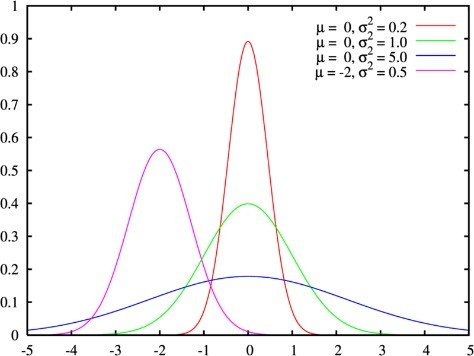 1
0.9
0.8
0.7
0.6
0.5
0.4
0.3
0.2
0.1
0
μ = 0, σ² = 0.2
μ = 0, σ² = 1.0
μ = 0, σ² = 5.0
μ = -2, σ² = 0.5
-5 -4 -3 -2 -1 0 1 2 3 4 5